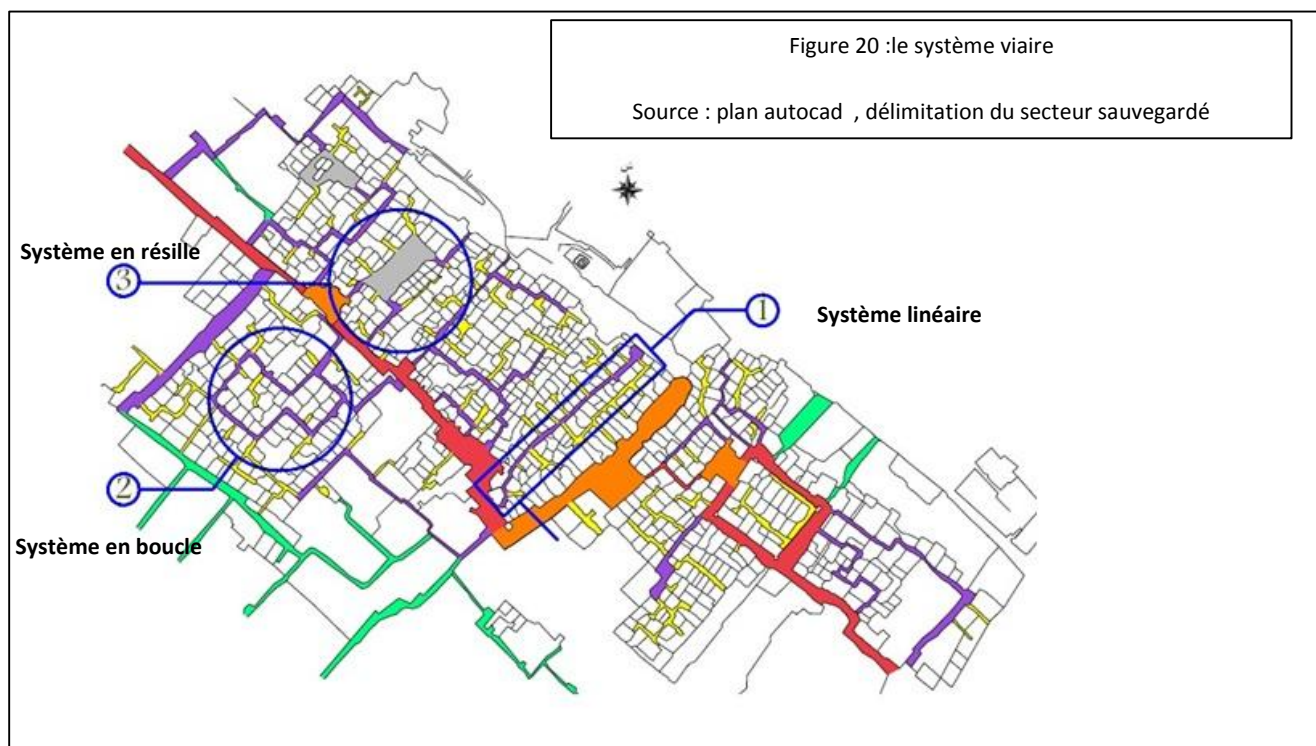 Figure 20 :le système viaire
Source : plan autocad , délimitation du secteur sauvegardé
Système en résille
3
1
Système linéaire
2
Système en boucle